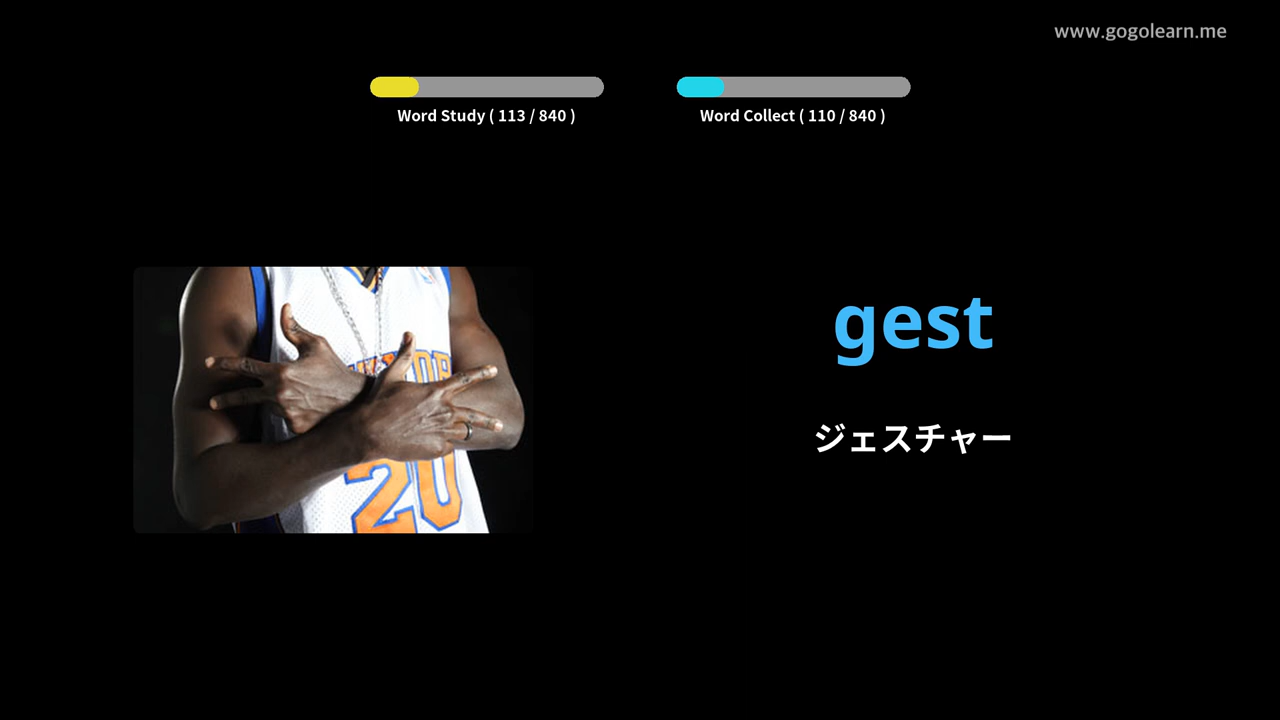 www.gogolearn.me
Word Study ( 113 / 840 )
Word Collect ( 110 / 840 )
gest
ジェスチャー
20